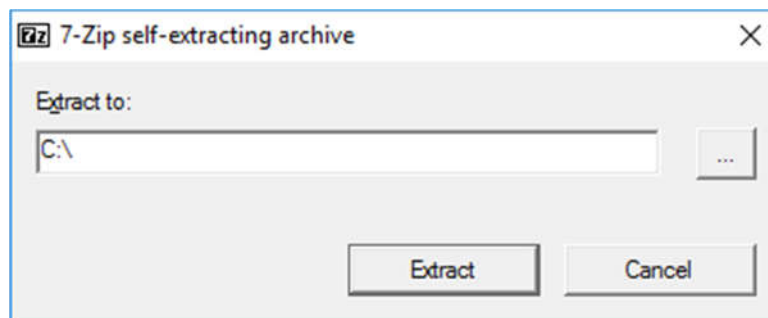 7z 7-Zip self-extracting archive
Extract to:
C:\
...
Extract Cancel